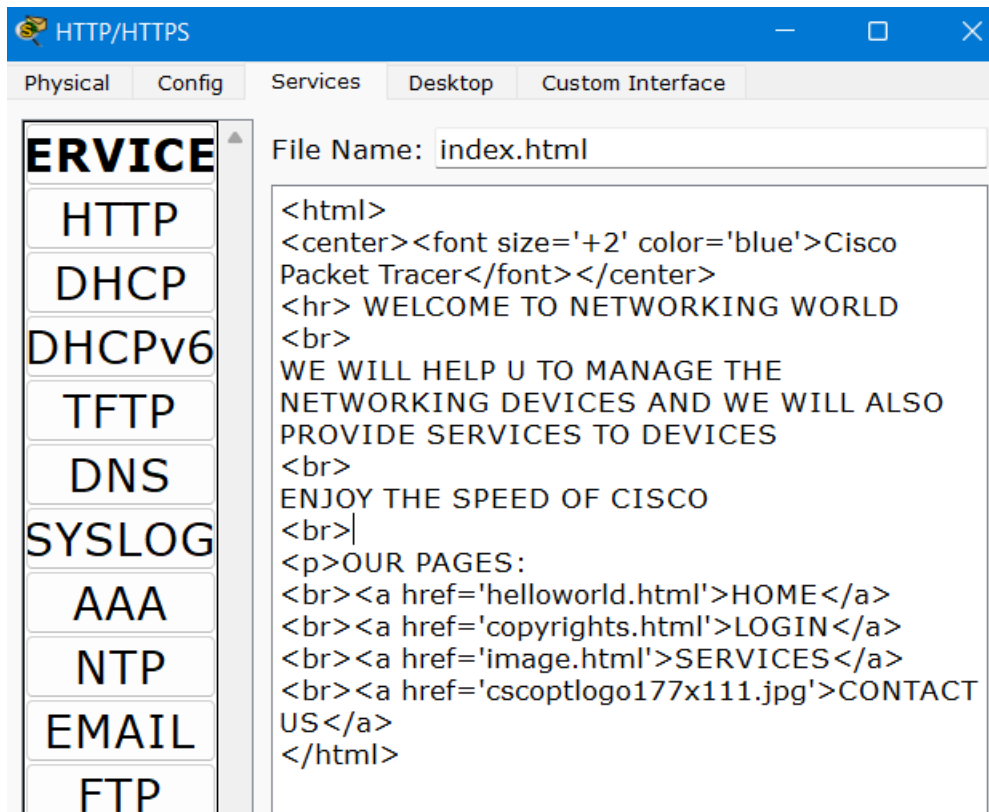 HTTP/HTTPS
Physical Config Services Desktop Custom Interface
ERVICE
HTTP
DHCP
DHCPv6
TFTP
DNS
SYSLOG
AAA
NTP
EMAIL
FTP
File Name: index.html
<html>
<center><font size='+2' color='blue'>Cisco
Packet Tracer</font></center>
<hr> WELCOME TO NETWORKING WORLD
<br>
WE WILL HELP U TO MANAGE THE
NETWORKING DEVICES AND WE WILL ALSO
PROVIDE SERVICES TO DEVICES
<br>
ENJOY THE SPEED OF CISCO
<br>
<p>OUR PAGES:
<br><a href='helloworld.html'>HOME</a>
<br><a href='copyrights.html'>LOGIN</a>
<br><a href='image.html'>SERVICES</a>
<br><a href='cscoptlogo177x111.jpg'>CONTACT
US</a>
</html>